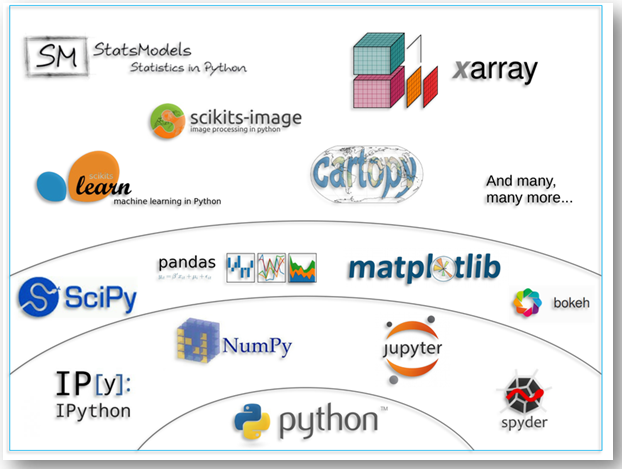 SM StatsModels
Statistics in Python
xarray
scikits-image
image processing in python
cartopy
scikits
learn
machine learning in Python
And many,
many more...
pandas
matplotlib
SciPy
bokeh
NumPy
jupyter
IP[y]:
IPython
python™
spyder